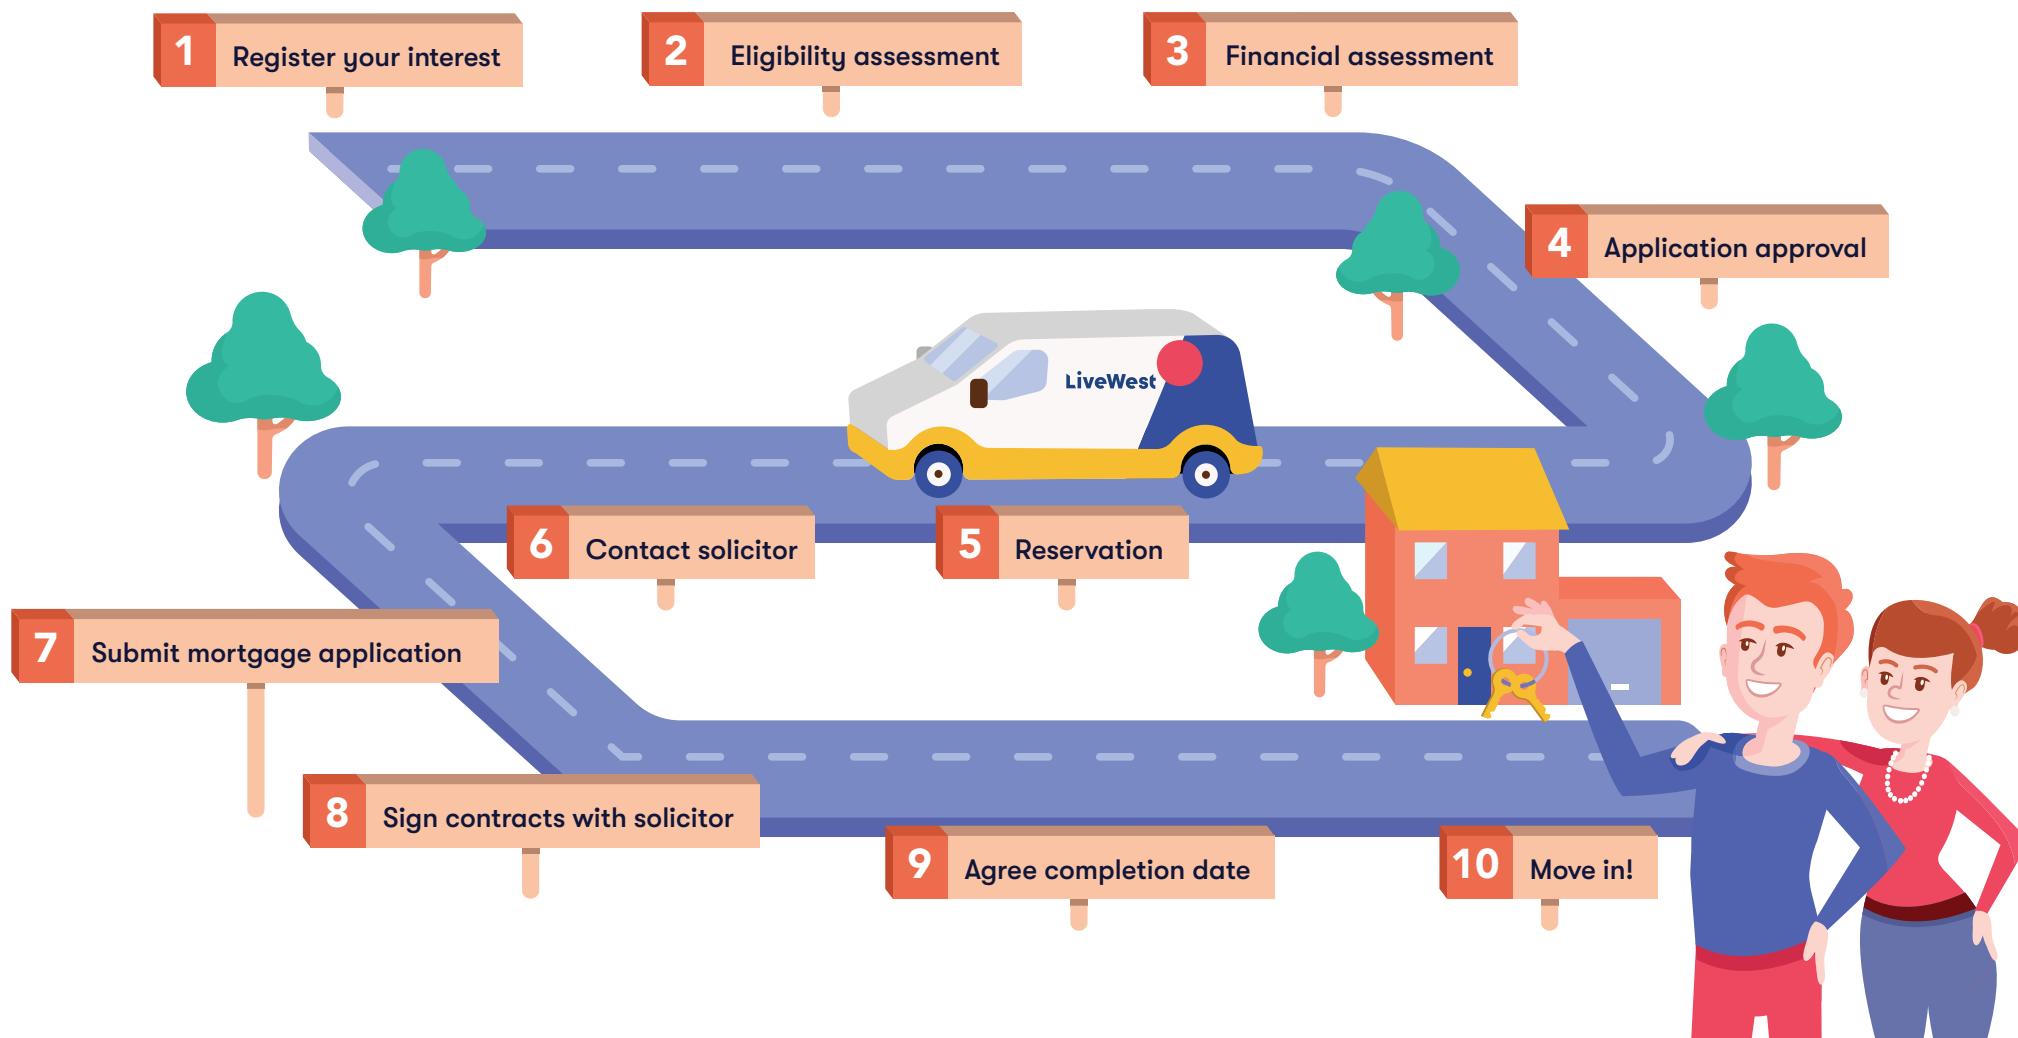 1 Register your interest
2 Eligibility assessment
3 Financial assessment
4 Application approval
LiveWest
5 Reservation
6 Contact solicitor
7 Submit mortgage application
8 Sign contracts with solicitor
9 Agree completion date
10 Move in!